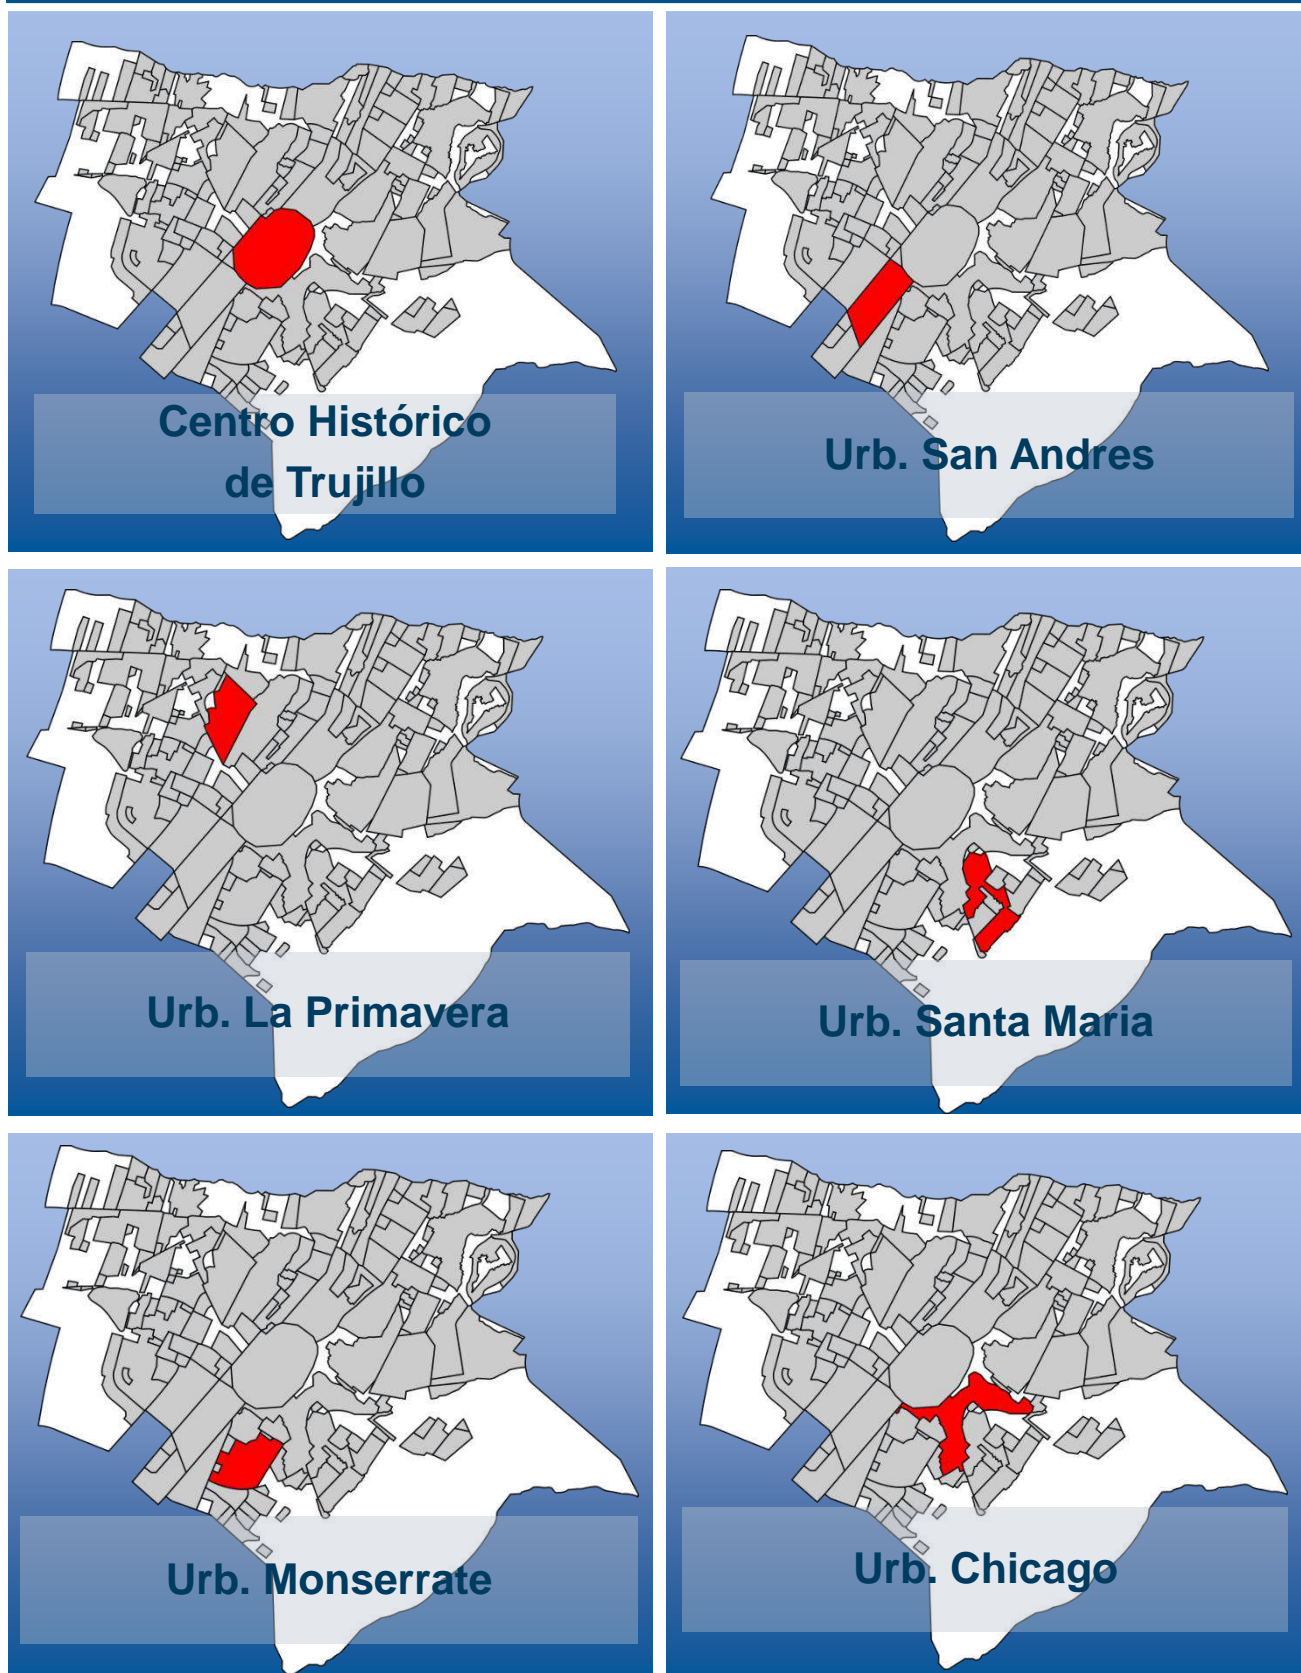 Centro Histórico
de Trujillo
Urb. San Andres
Urb. La Primavera
Urb. Santa Maria
Urb. Monserrate
Urb. Chicago